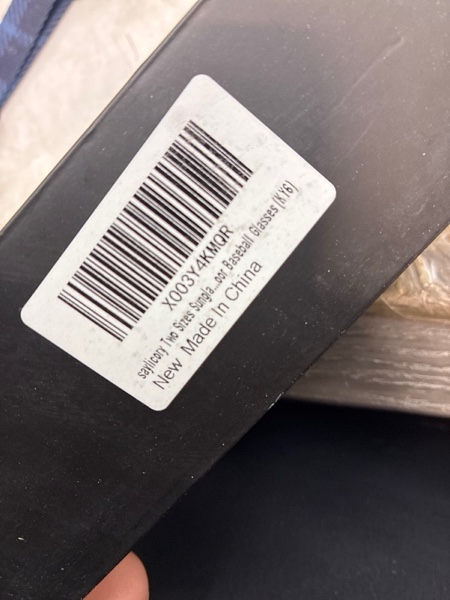 X003Y4KMQR
saylicory Two Sizes Sungla...oor Baseball Glasses (KY6)
New Made In China